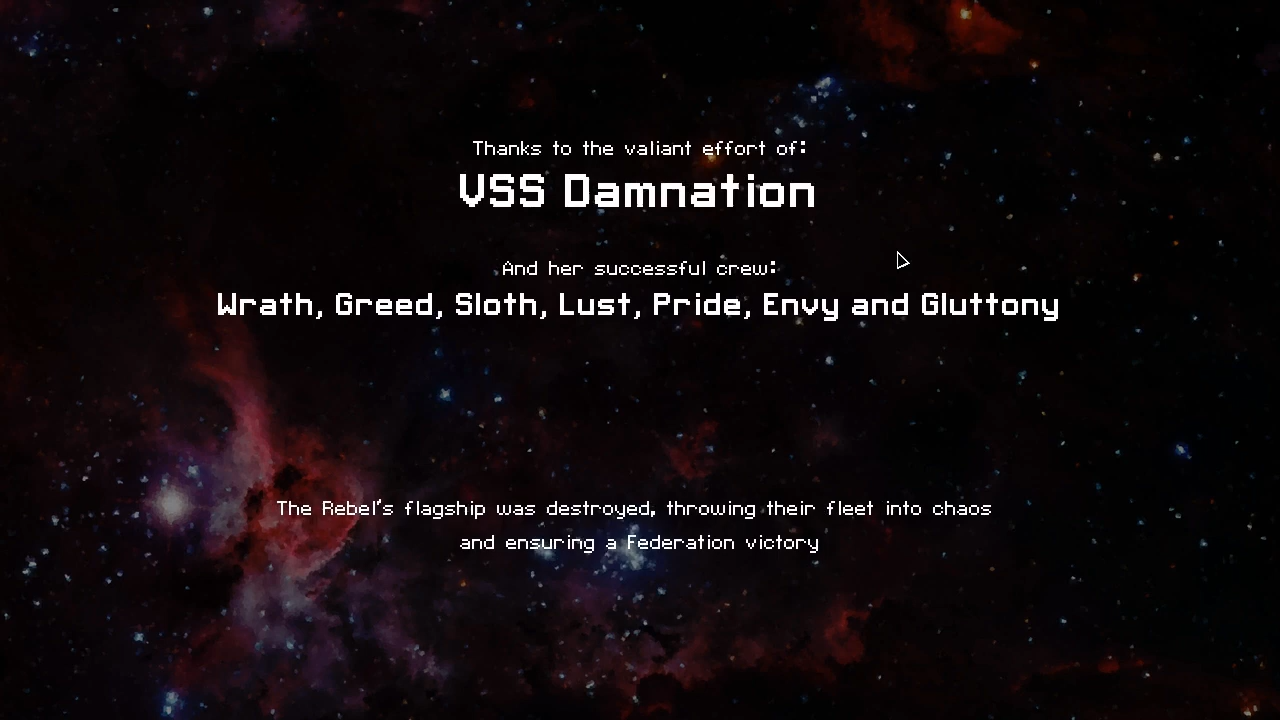 Thanks to the valiant effort of:
VSS Damnation
And her successful crew:
Wrath, Greed, Sloth, Lust, Pride, Envy and Gluttony
The Rebel's flagship was destroyed, throwing their fleet into chaos
and ensuring a Federation victory